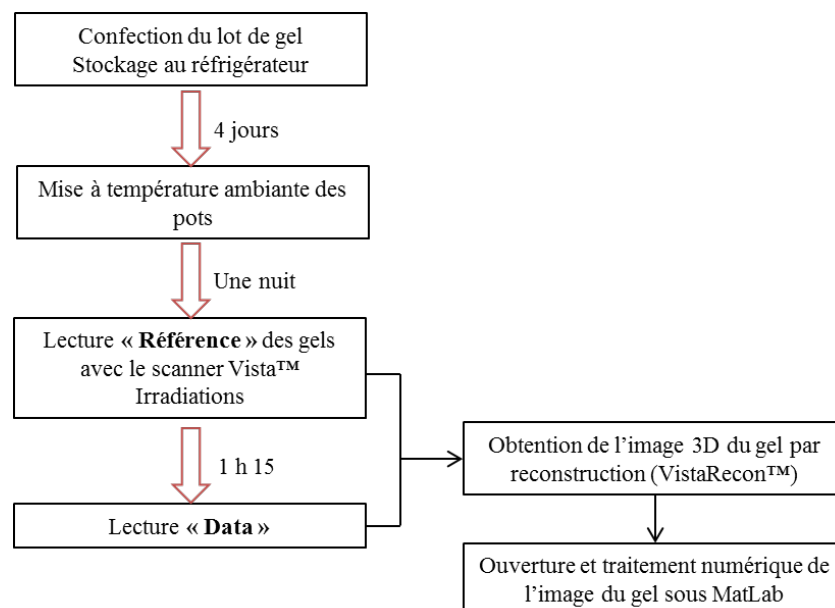 Confection du lot de gel
Stockage au réfrigérateur
4 jours
Mise à température ambiante des
pots
Une nuit
Lecture « Référence » des gels
avec le scanner Vista™
Irradiations
1 h 15
Lecture « Data »
Obtention de l’image 3D du gel par
reconstruction (VistaRecon™)
Ouverture et traitement numérique de
l’image du gel sous MatLab